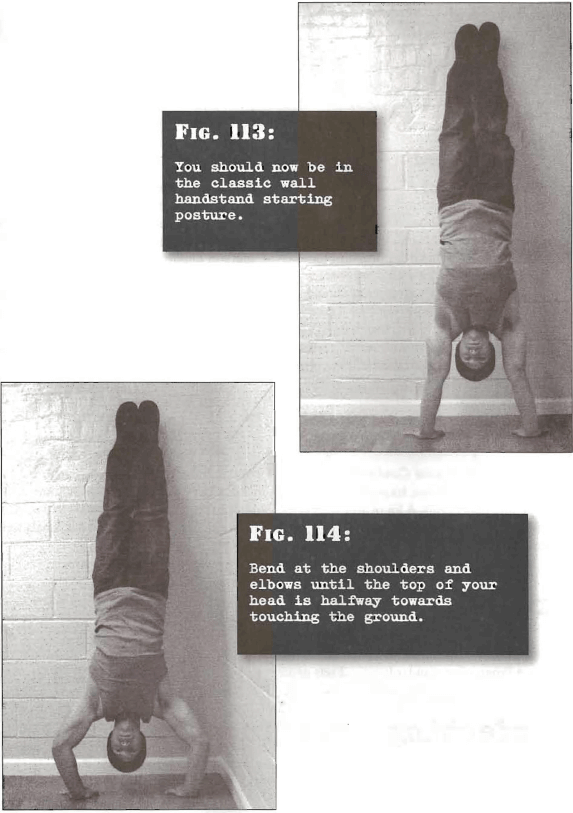 Fig. 113:
You should now be in
the classic wall
handstand starting
posture.
Fig. 114:
Bend at the shoulders and
elbows until the top of your
head is halfway towards
touching the ground.